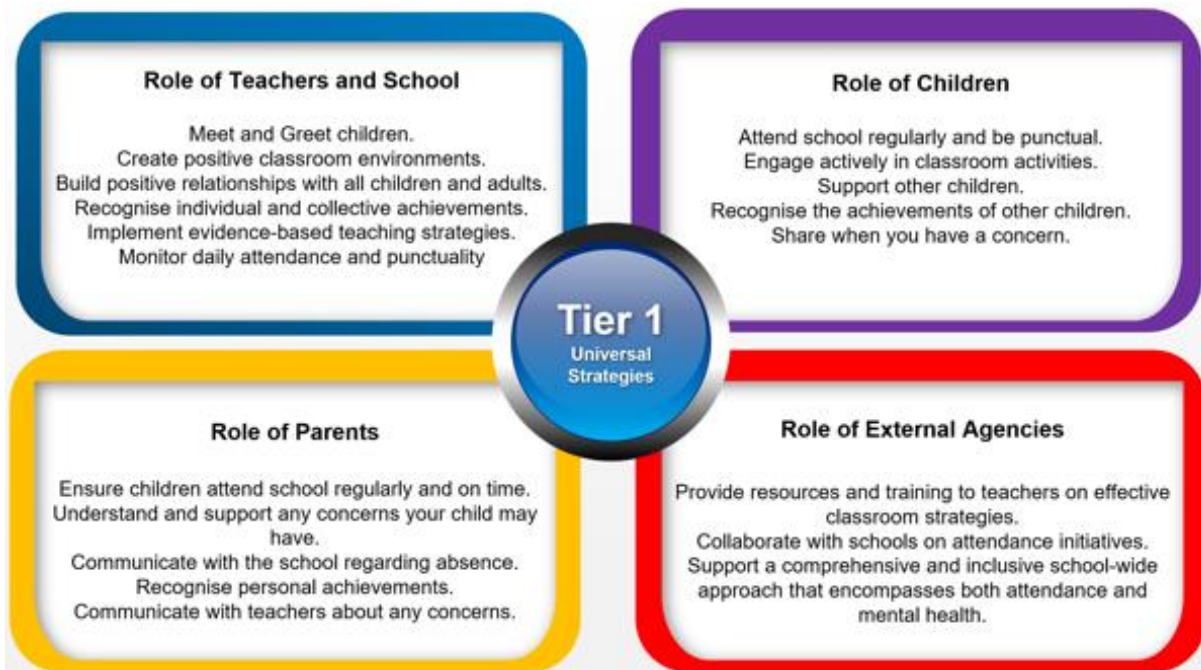 Role of Teachers and School
Meet and Greet children.
Create positive classroom environments.
Build positive relationships with all children and adults.
Recognise individual and collective achievements.
Implement evidence-based teaching strategies.
Monitor daily attendance and punctuality
Role of Children
Attend school regularly and be punctual.
Engage actively in classroom activities.
Support other children.
Recognise the achievements of other children.
Share when you have a concern.
Tier 1
Universal
Strategies
Role of Parents
Ensure children attend school regularly and on time.
Understand and support any concerns your child may
have.
Communicate with the school regarding absence.
Recognise personal achievements.
Communicate with teachers about any concerns.
Role of External Agencies
Provide resources and training to teachers on effective
classroom strategies.
Collaborate with schools on attendance initiatives.
Support a comprehensive and inclusive school-wide
approach that encompasses both attendance and
mental health.